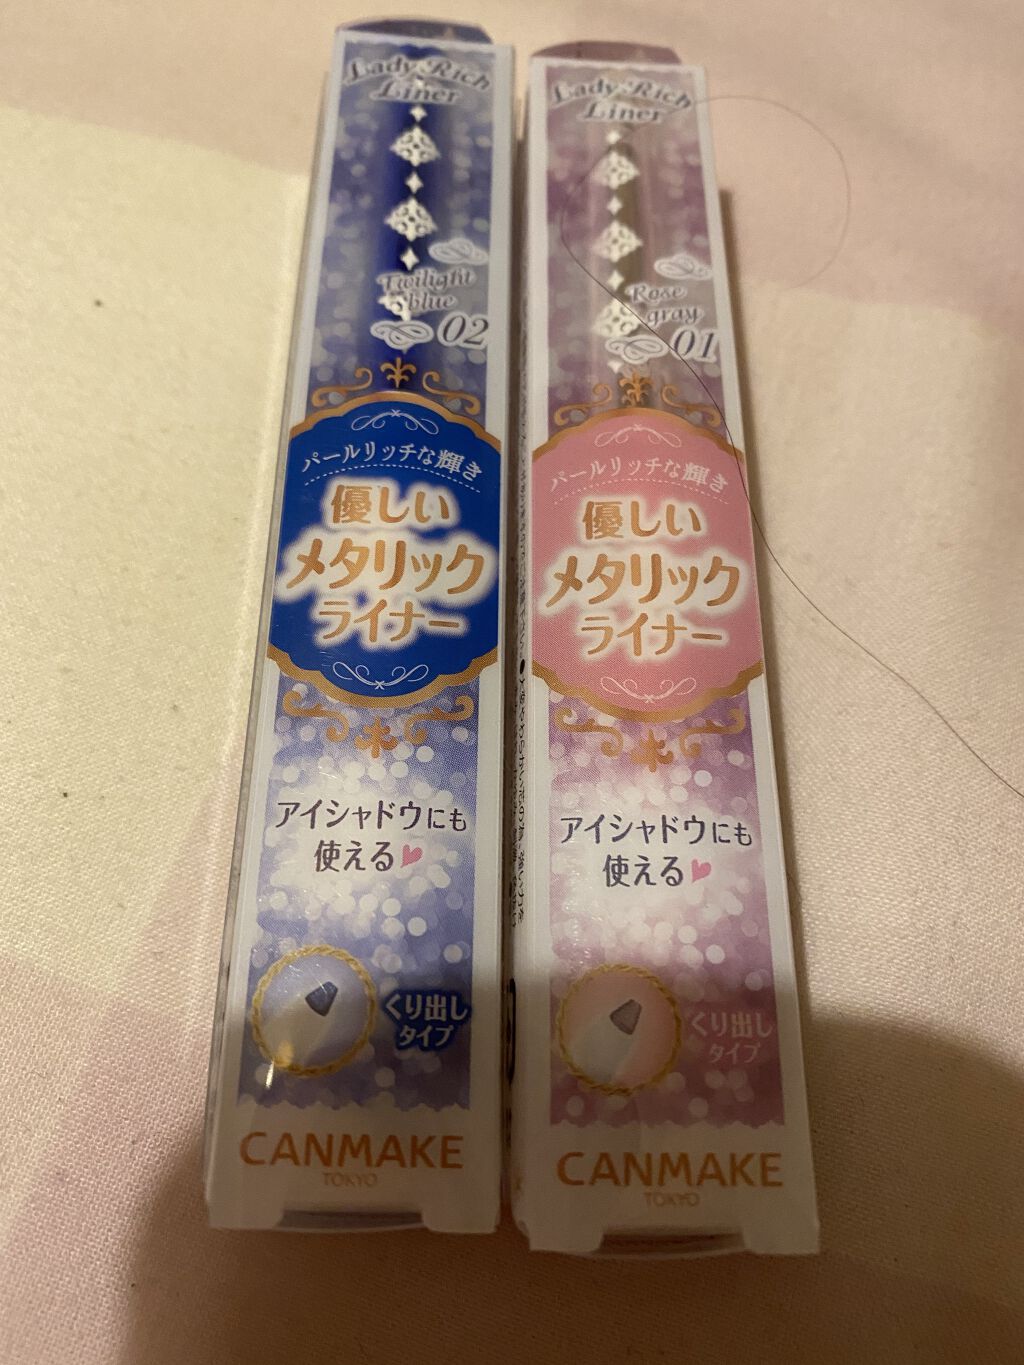 Lady Rich
Liner
Twilight
blue
02
パールリッチな輝き
優しい
メタリック
ライナー
アイシャドウにも
使える
くり出し
タイプ
CANMAKE
TOKYO
Lady Rich
Liner
Rose
gray
01
パールリッチな輝き
優しい
メタリック
ライナー
アイシャドウにも
使える
くり出し
タイプ
CANMAKE
TOKYO